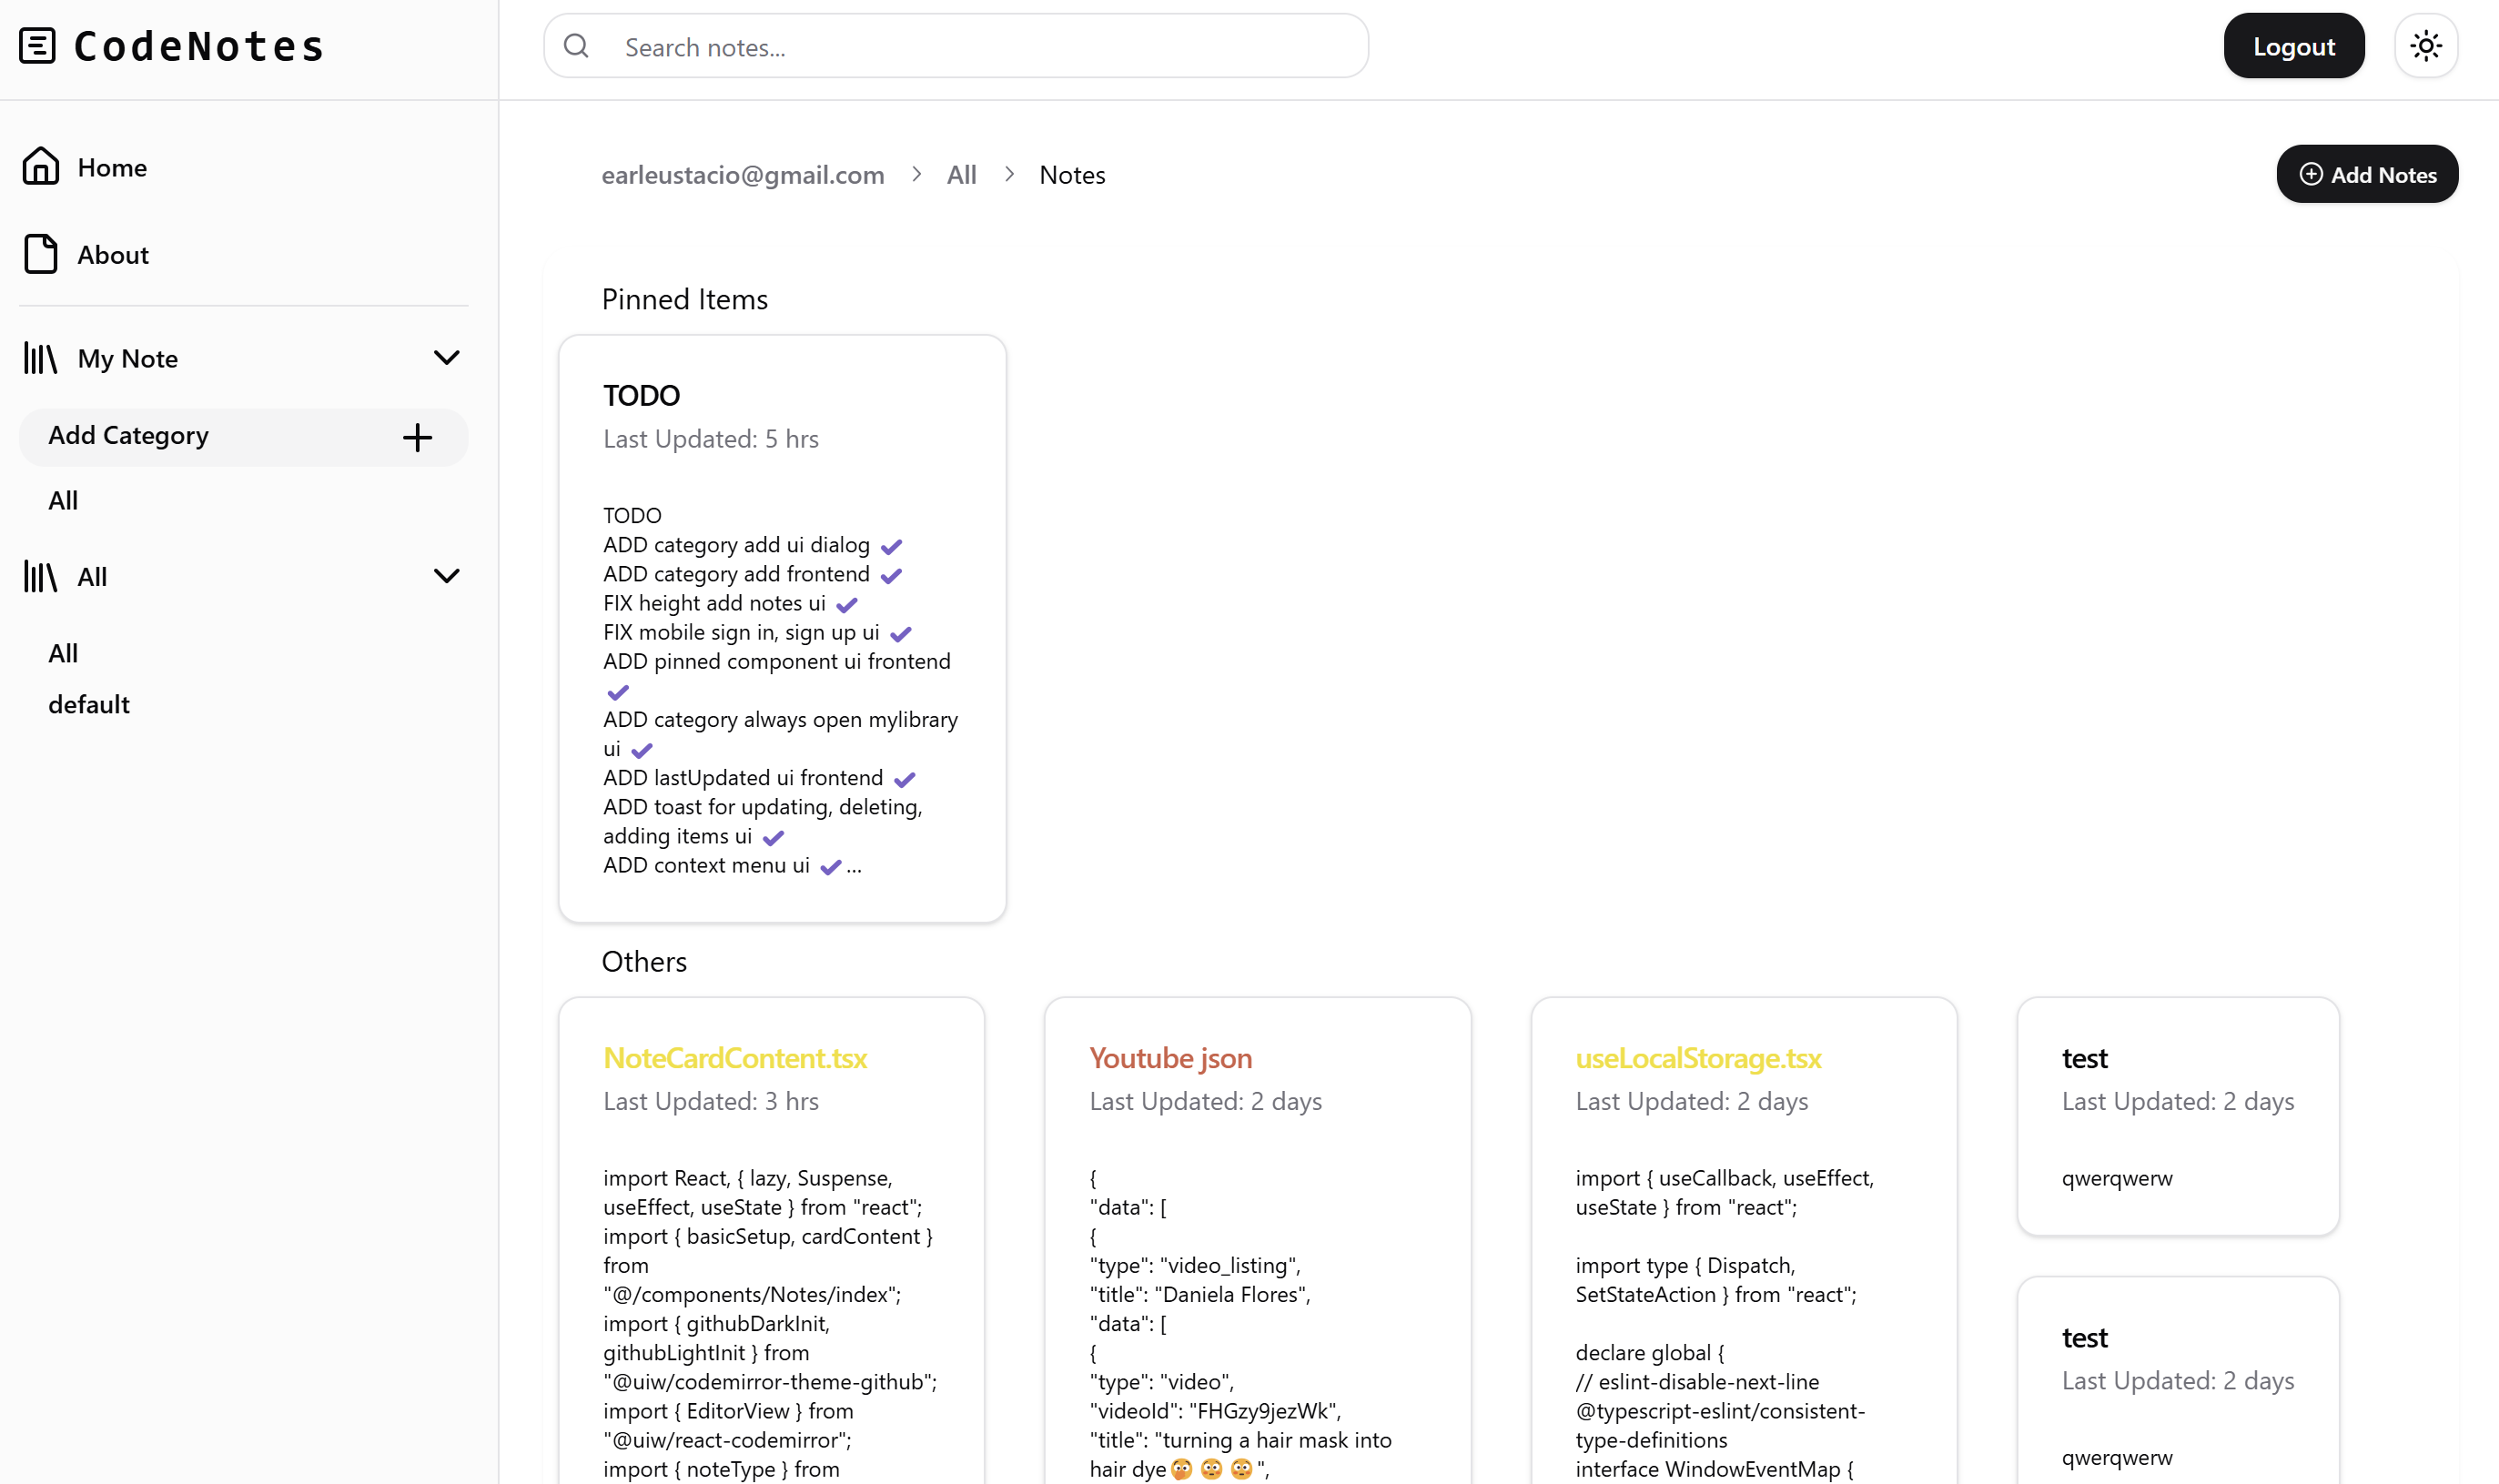 CodeNotes
Search notes...
Logout
Home
About
My Note
Add Category
All
All
All
default
earleustacio@gmail.com > All > Notes
Add Notes
Pinned Items
TODO
Last Updated: 5 hrs
TODO
ADD category add ui dialog ✔
ADD category add frontend ✔
FIX height add notes ui ✔
FIX mobile sign in, sign up ui ✔
ADD pinned component ui frontend
✔
ADD category always open mylibrary
ui ✔
ADD lastUpdated ui frontend ✔
ADD toast for updating, deleting,
adding items ui ✔
ADD context menu ui ✔...
Others
NoteCardContent.tsx
Last Updated: 3 hrs
import React, { lazy, Suspense,
useEffect, useState } from "react";
import { basicSetup, cardContent }
from
"@/components/Notes/index";
import { githubDarkInit,
githubLightInit } from
"@uiw/codemirror-theme-github";
import { EditorView } from
"@uiw/react-codemirror";
import { noteType } from
Youtube json
Last Updated: 2 days
{
"data": [
{
"type": "video_listing",
"title": "Daniela Flores",
"data": [
{
"type": "video",
"videoId": "FHGzy9jezWk",
"title": "turning a hair mask into
hair dye🫣😳😳",
useLocalStorage.tsx
Last Updated: 2 days
import { useCallback, useEffect,
useState } from "react";
import type { Dispatch,
SetStateAction } from "react";
declare global {
// eslint-disable-next-line
@typescript-eslint/consistent-
type-definitions
interface WindowEventMap {
test
Last Updated: 2 days
qwerqwerw
test
Last Updated: 2 days
qwerqwerw